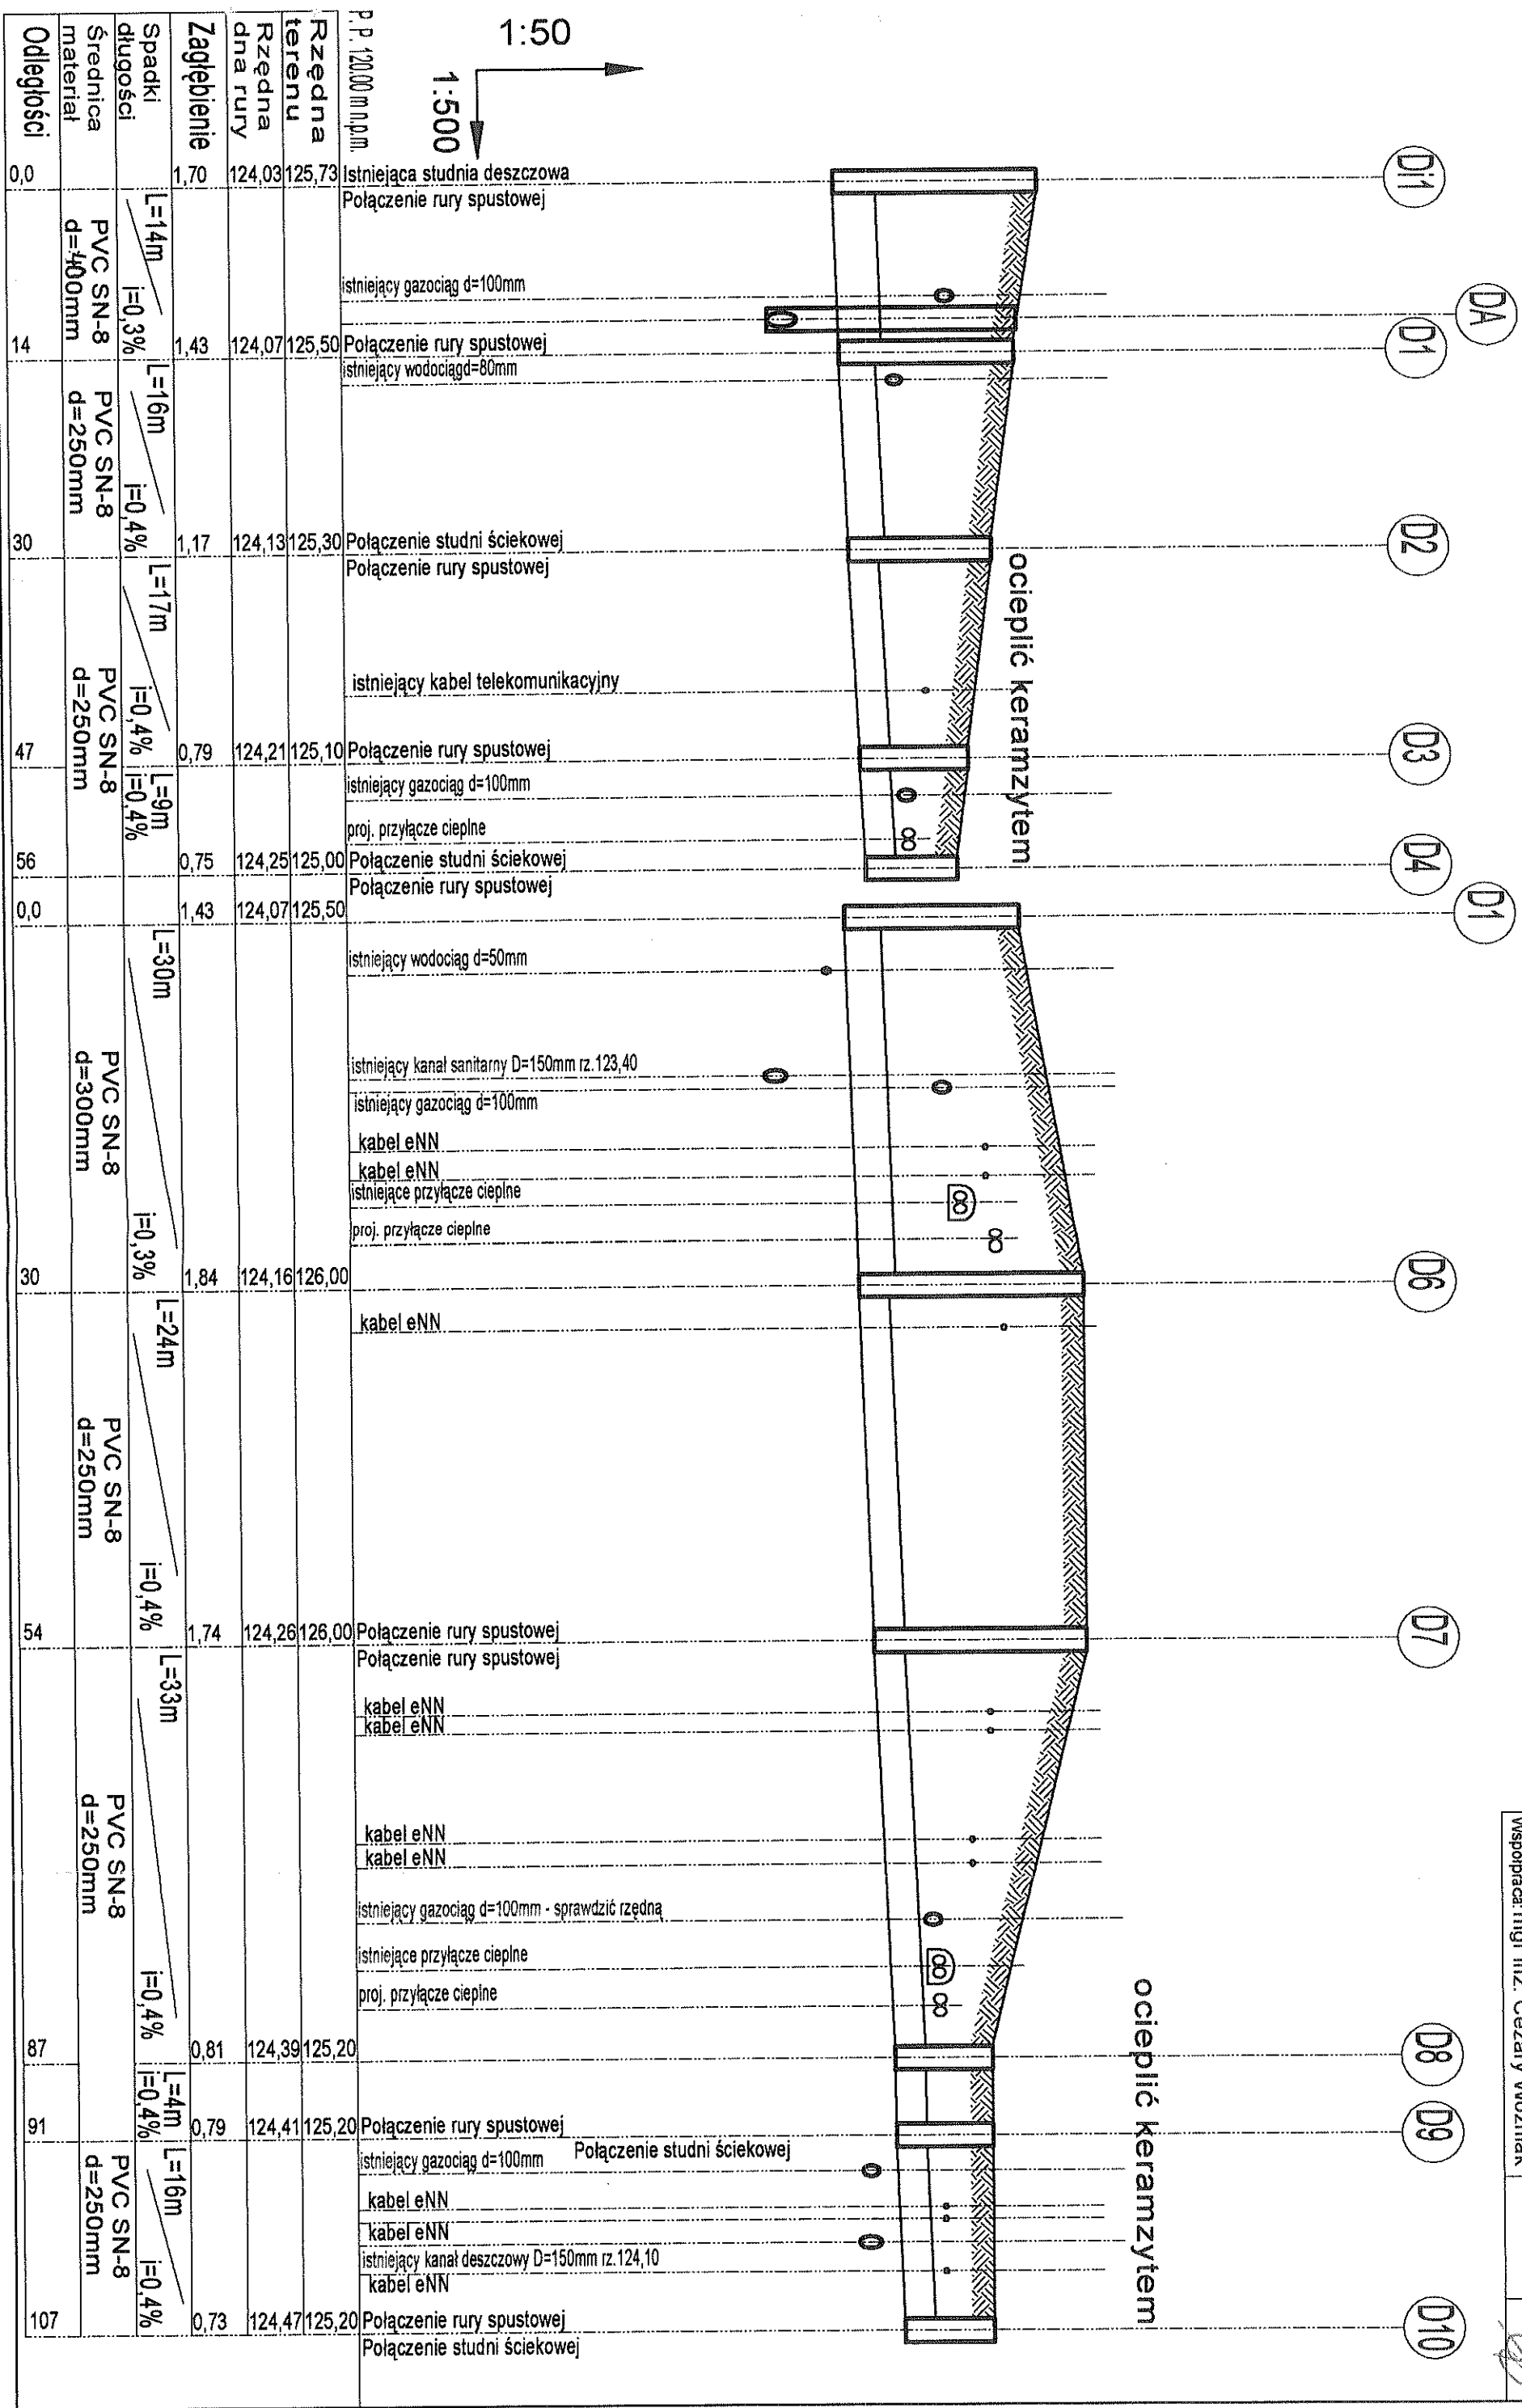 Współpraca: mgr inż. Cezary Woźniak
Di1
DA
D1
D2
D3
D4
D1
D6
D7
D8
D9
D10
1:50
1:500
ocieplić keramzytem
ocieplić keramzytem
P.P. 120.00 m n.p.m.
Istniejąca studnia deszczowa
Połączenie rury spustowej
istniejący gazociąg d=100mm
Połączenie rury spustowej
istniejący wodociągd=80mm
Połączenie studni ściekowej
Połączenie rury spustowej
istniejący kabel telekomunikacyjny
Połączenie rury spustowej
istniejący gazociąg d=100mm
proj. przyłącze cieplne
Połączenie studni ściekowej
Połączenie rury spustowej
istniejący wodociąg d=50mm
istniejący kanał sanitarny D=150mm rz.123,40
istniejący gazociąg d=100mm
kabel eNN
kabel eNN
istniejące przyłącze cieplne
proj. przyłącze cieplne
kabel eNN
Połączenie rury spustowej
Połączenie rury spustowej
kabel eNN
kabel eNN
kabel eNN
kabel eNN
istniejący gazociąg d=100mm - sprawdzić rzędną
istniejące przyłącze cieplne
proj. przyłącze cieplne
Połączenie rury spustowej
Połączenie studni ściekowej
istniejący gazociąg d=100mm
kabel eNN
kabel eNN
istniejący kanał deszczowy D=150mm rz.124,10
kabel eNN
Połączenie rury spustowej
Połączenie studni ściekowej
Rzędna
terenu
125,73
125,50
125,30
125,10
125,00
125,50
126,00
126,00
125,20
125,20
125,20
Rzędna
dna rury
124,03
124,07
124,13
124,21
124,25
124,07
124,16
124,26
124,39
124,41
124,47
Zagłębienie
1,70
1,43
1,17
0,79
0,75
1,43
1,84
1,74
0,81
0,79
0,73
Spadki
długości
L=14m
i=0,3%
L=16m
i=0,4%
L=17m
i=0,4%
L=9m
i=0,4%
L=30m
i=0,3%
L=24m
i=0,4%
L=33m
i=0,4%
L=4m
i=0,4%
L=16m
i=0,4%
Średnica
materiał
PVC SN-8
d=400mm
PVC SN-8
d=250mm
PVC SN-8
d=250mm
PVC SN-8
d=300mm
PVC SN-8
d=250mm
PVC SN-8
d=250mm
PVC SN-8
d=250mm
Odległości
0,0
14
30
47
56
0,0
30
54
87
91
107